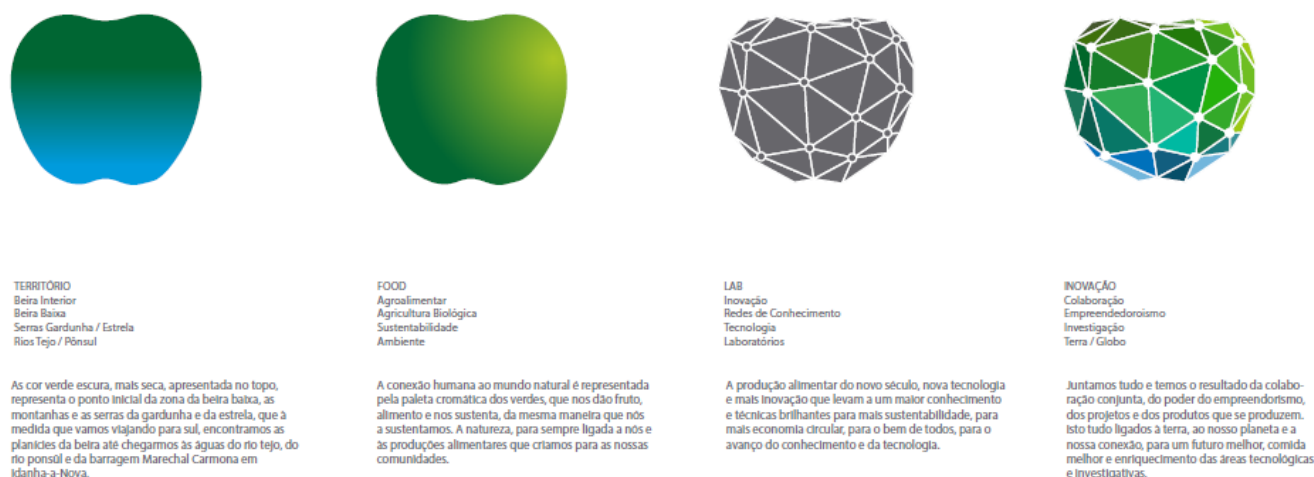 TERRITÓRIO
Beira Interior
Beira Baixa
Serras Gardunha / Estrela
Rios Tejo / Pônsul
As cor verde escura, mais seca, apresentada no topo,
representa o ponto inicial da zona da beira baixa, as
montanhas e as serras da gardunha e da estrela, que à
medida que vamos viajando para sul, encontramos as
planicies da beira até chegarmos às águas do rio tejo, do
rio ponsúl e da barragem Marechal Carmona em
Idanha-a-Nova.
FOOD
Agroalimentar
Agricultura Biológica
Sustentabilidade
Ambiente
A conexão humana ao mundo natural é representada
pela paleta cromática dos verdes, que nos dão fruto,
alimento e nos sustenta, da mesma maneira que nós
a sustentamos. A natureza, para sempre ligada a nós e
às produções alimentares que criamos para as nossas
comunidades.
LAB
Inovação
Redes de Conhecimento
Tecnologia
Laboratórios
A produção alimentar do novo século, nova tecnologia
e mais inovação que levam a um maior conhecimento
e técnicas brilhantes para mais sustentabilidade, para
mais economia circular, para o bem de todos, para o
avanço do conhecimento e da tecnologia.
INOVAÇÃO
Colaboração
Empreendedoroismo
Investigação
Terra / Globo
Juntamos tudo e temos o resultado da colabo-
ração conjunta, do poder do empreendorismo,
dos projetos e dos produtos que se produzem.
Isto tudo ligados à terra, ao nosso planeta e a
nossa conexão, para um futuro melhor, comida
melhor e enriquecimento das áreas tecnológicas
e investigativas.